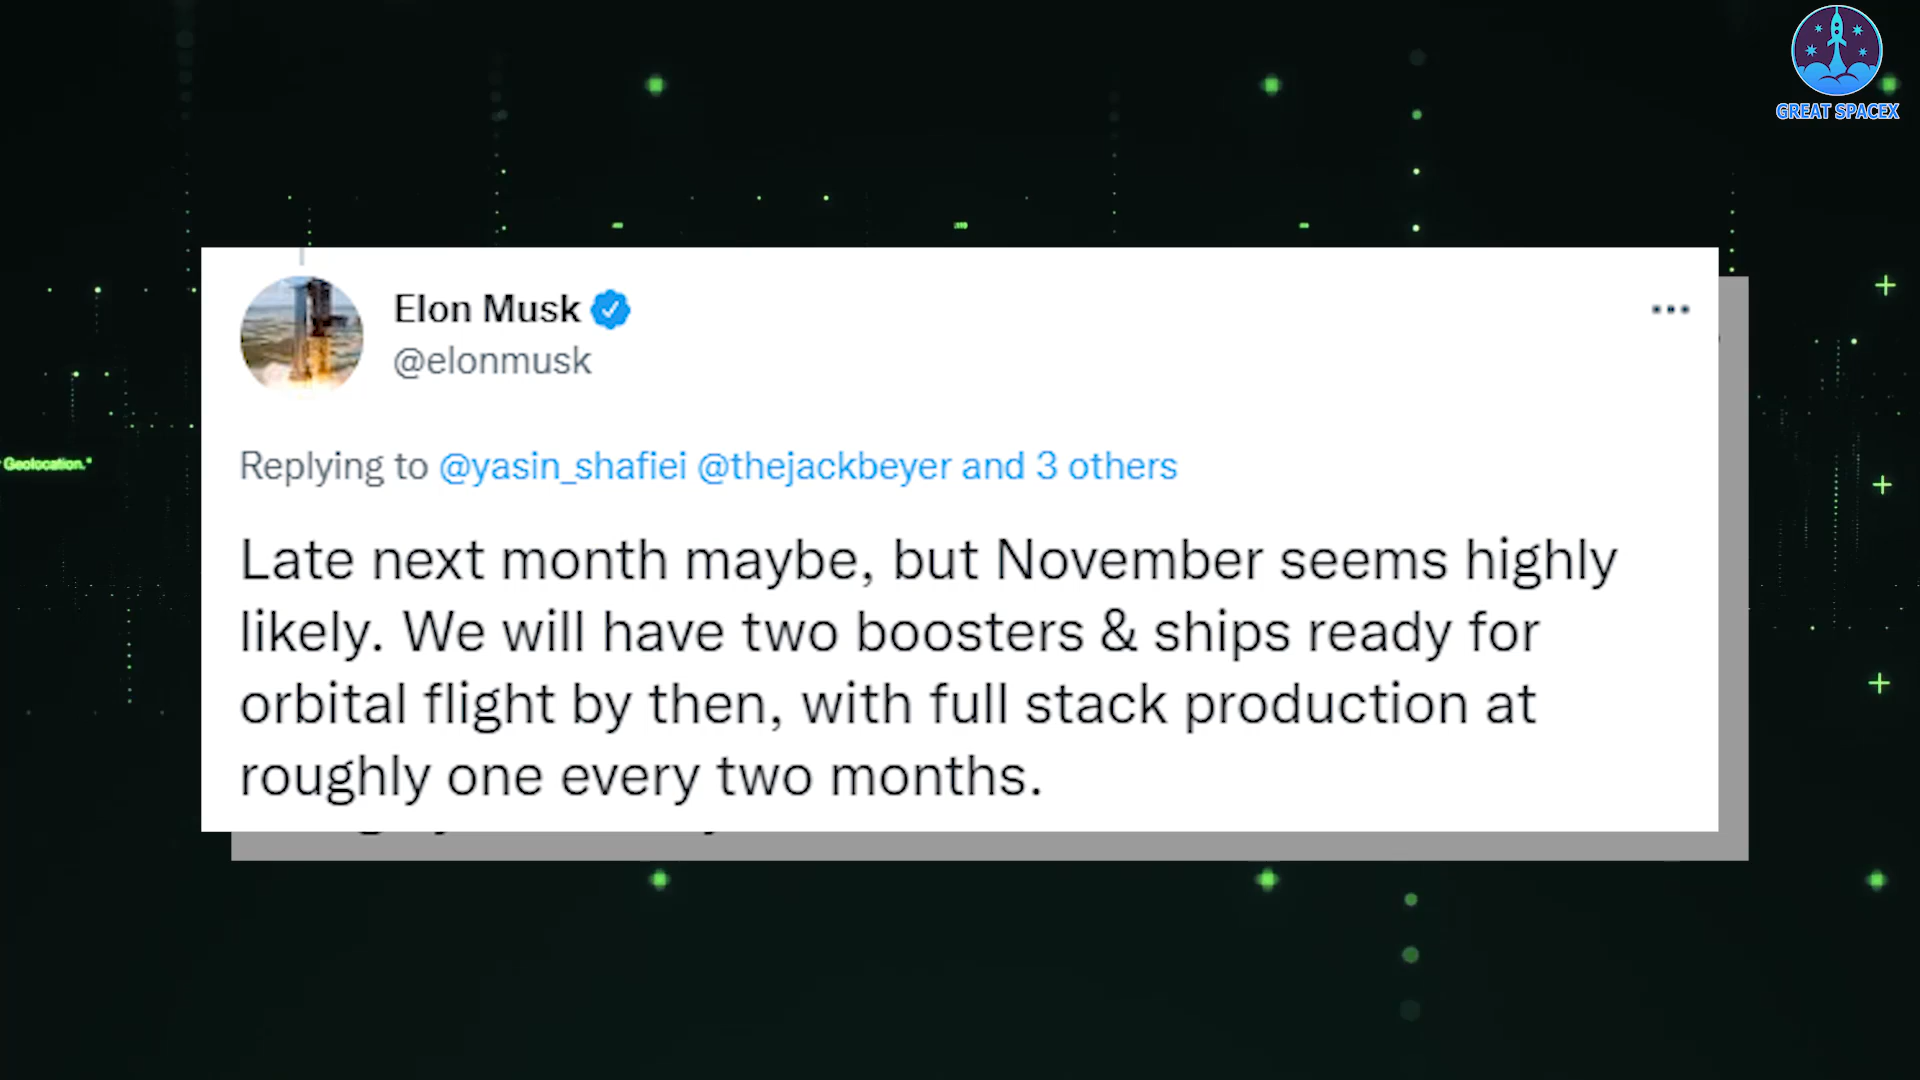 GREAT SPACEX
Elon Musk
@elonmusk
Geolocation."
Replying to @yasin_shafiei @thejackbeyer and 3 others
Late next month maybe, but November seems highly
likely. We will have two boosters & ships ready for
orbital flight by then, with full stack production at
roughly one every two months.